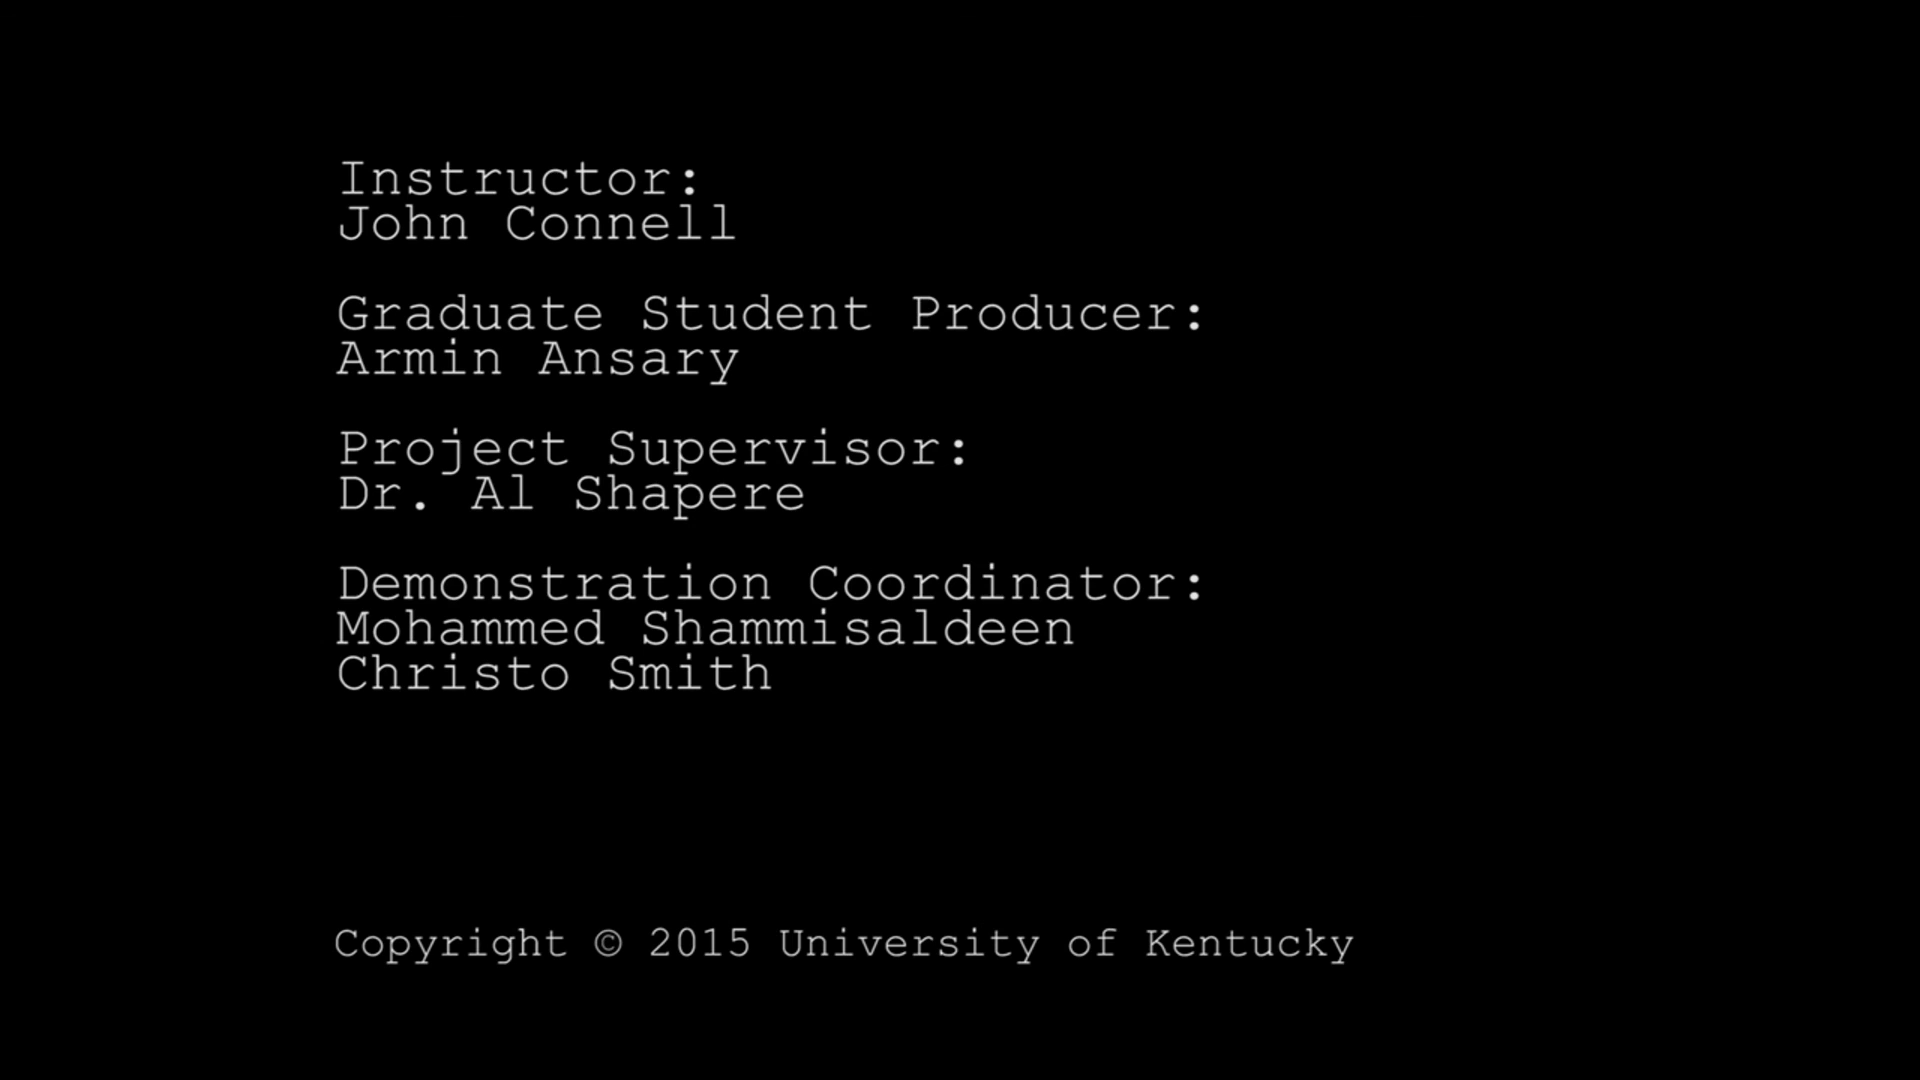 Instructor:
John Connell
Graduate Student Producer:
Armin Ansary
Project Supervisor:
Dr. Al Shapere
Demonstration Coordinator:
Mohammed Shammisaldeen
Christo Smith
Copyright © 2015 University of Kentucky